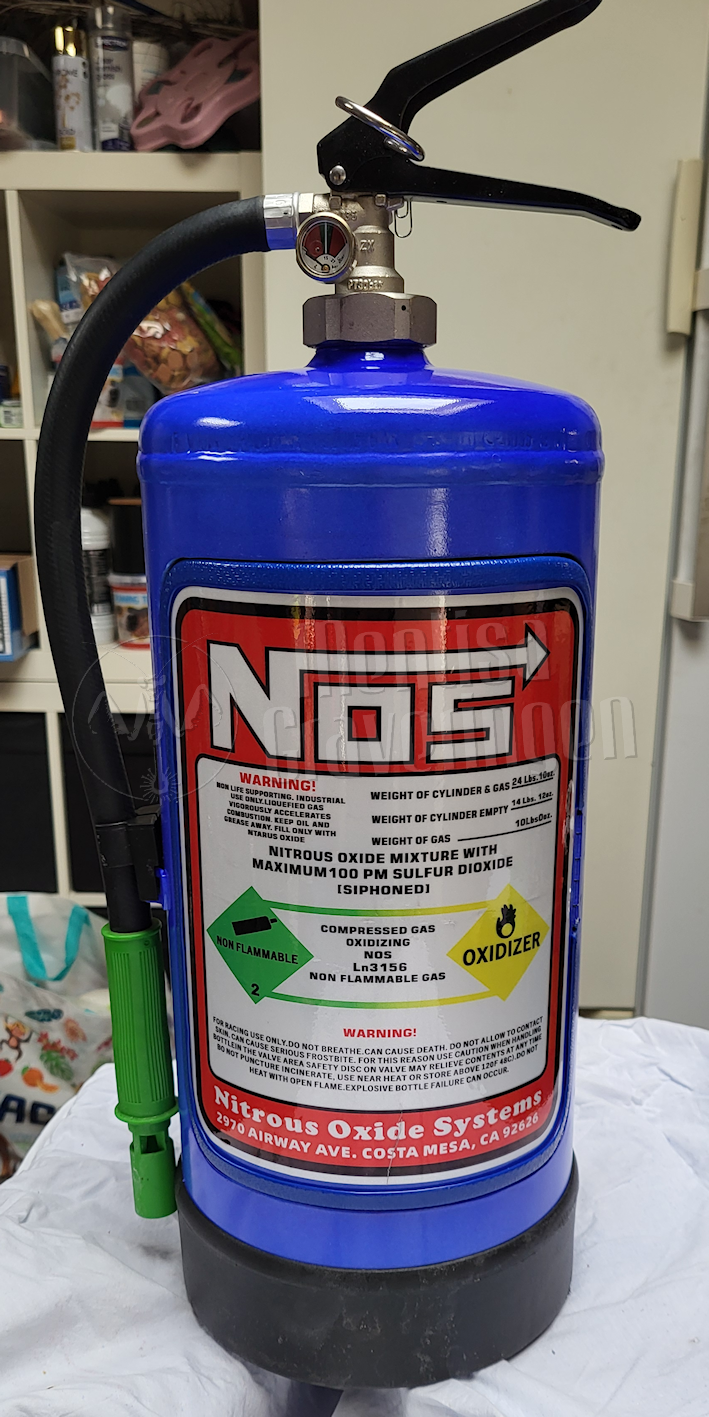 ZX
NOS
WARNING!
NON LIFE SUPPORTING, INDUSTRIAL
USE ONLY.LIQUEFIED GAS
VIGOROUSLY ACCELERATES
COMBUSTION. KEEP OIL AND
GREASE AWAY. FILL ONLY WITH
NTARUS OXIDE
WEIGHT OF CYLINDER & GAS 24 Lbs.10oz.
WEIGHT OF CYLINDER EMPTY 14 Lbs. 12oz.
WEIGHT OF GAS 10Lbs0oz.
NITROUS OXIDE MIXTURE WITH
MAXIMUM100 PM SULFUR DIOXIDE
[SIPHONED]
NON FLAMMABLE
2
COMPRESSED GAS
OXIDIZING
NOS
Ln3156
NON FLAMMABLE GAS
OXIDIZER
WARNING!
FOR RACING USE ONLY.DO NOT BREATHE.CAN CAUSE DEATH. DO NOT ALLOW TO CONTACT
SKIN, CAN CAUSE SERIOUS FROSTBITE. FOR THIS REASON USE CAUTION WHEN HANDLING
BOTTLEIN THE VALVE AREA SAFETY DISC ON VALVE MAY RELIEVE CONTENTS AT ANY TIME
BO NOT PUNCTURE INCINERATE, USE NEAR HEAT OR STORE ABOVE 120F 48C).DO NOT
HEAT WITH OPEN FLAME.EXPLOSIVE BOTTLE FAILURE CAN OCCUR.
Nitrous Oxide Systems
2970 AIRWAY AVE. COSTA MESA, CA 92626